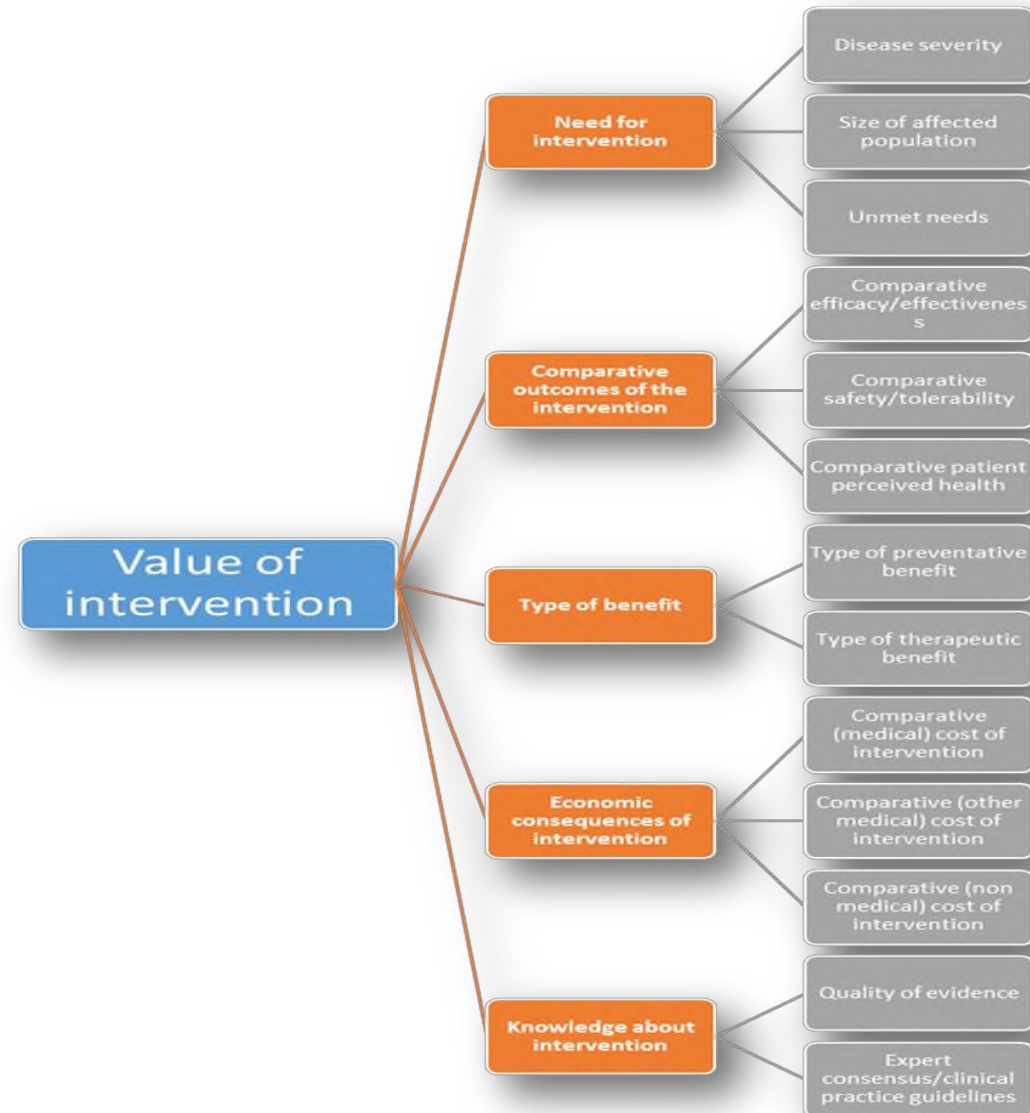 Value of
intervention
Need for
intervention
Disease severity
Size of affected
population
Unmet needs
Comparative
outcomes of the
intervention
Comparative
efficacy/effectivenes
s
Comparative
safety/tolerability
Comparative patient
perceived health
Type of benefit
Type of preventative
benefit
Type of therapeutic
benefit
Economic
consequences of
intervention
Comparative
(medical) cost of
intervention
Comparative (other
medical) cost of
intervention
Comparative (non
medical) cost of
intervention
Knowledge about
intervention
Quality of evidence
Expert
consensus/clinical
practice guidelines